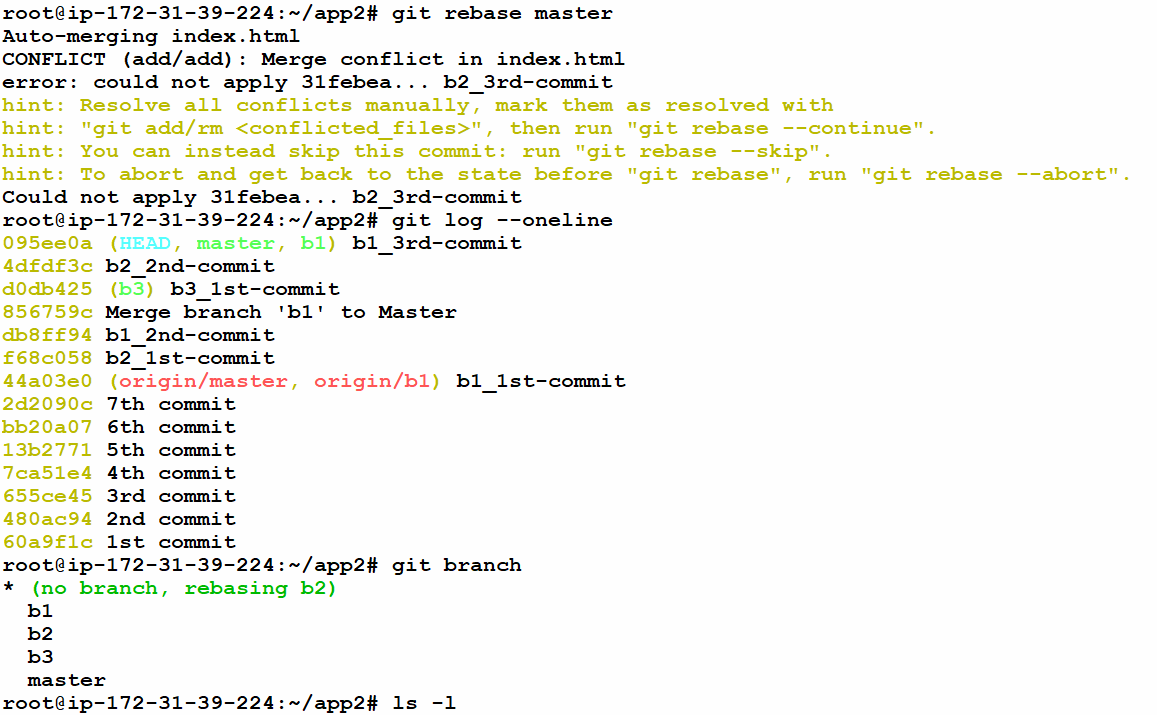 root@ip-172-31-39-224:~/app2# git rebase master
Auto-merging index.html
CONFLICT (add/add): Merge conflict in index.html
error: could not apply 31febea... b2_3rd-commit
hint: Resolve all conflicts manually, mark them as resolved with
hint: "git add/rm <conflicted_files>", then run "git rebase --continue".
hint: You can instead skip this commit: run "git rebase --skip".
hint: To abort and get back to the state before "git rebase", run "git rebase --abort".
Could not apply 31febea... b2_3rd-commit
root@ip-172-31-39-224:~/app2# git log --oneline
095ee0a (HEAD, master, b1) b1_3rd-commit
4dfdf3c b2_2nd-commit
d0db425 (b3) b3_1st-commit
856759c Merge branch 'b1' to Master
db8ff94 b1_2nd-commit
f68c058 b2_1st-commit
44a03e0 (origin/master, origin/b1) b1_1st-commit
2d2090c 7th commit
bb20a07 6th commit
13b2771 5th commit
7ca51e4 4th commit
655ce45 3rd commit
480ac94 2nd commit
60a9f1c 1st commit
root@ip-172-31-39-224:~/app2# git branch
* (no branch, rebasing b2)
  b1
  b2
  b3
  master
root@ip-172-31-39-224:~/app2# ls -l